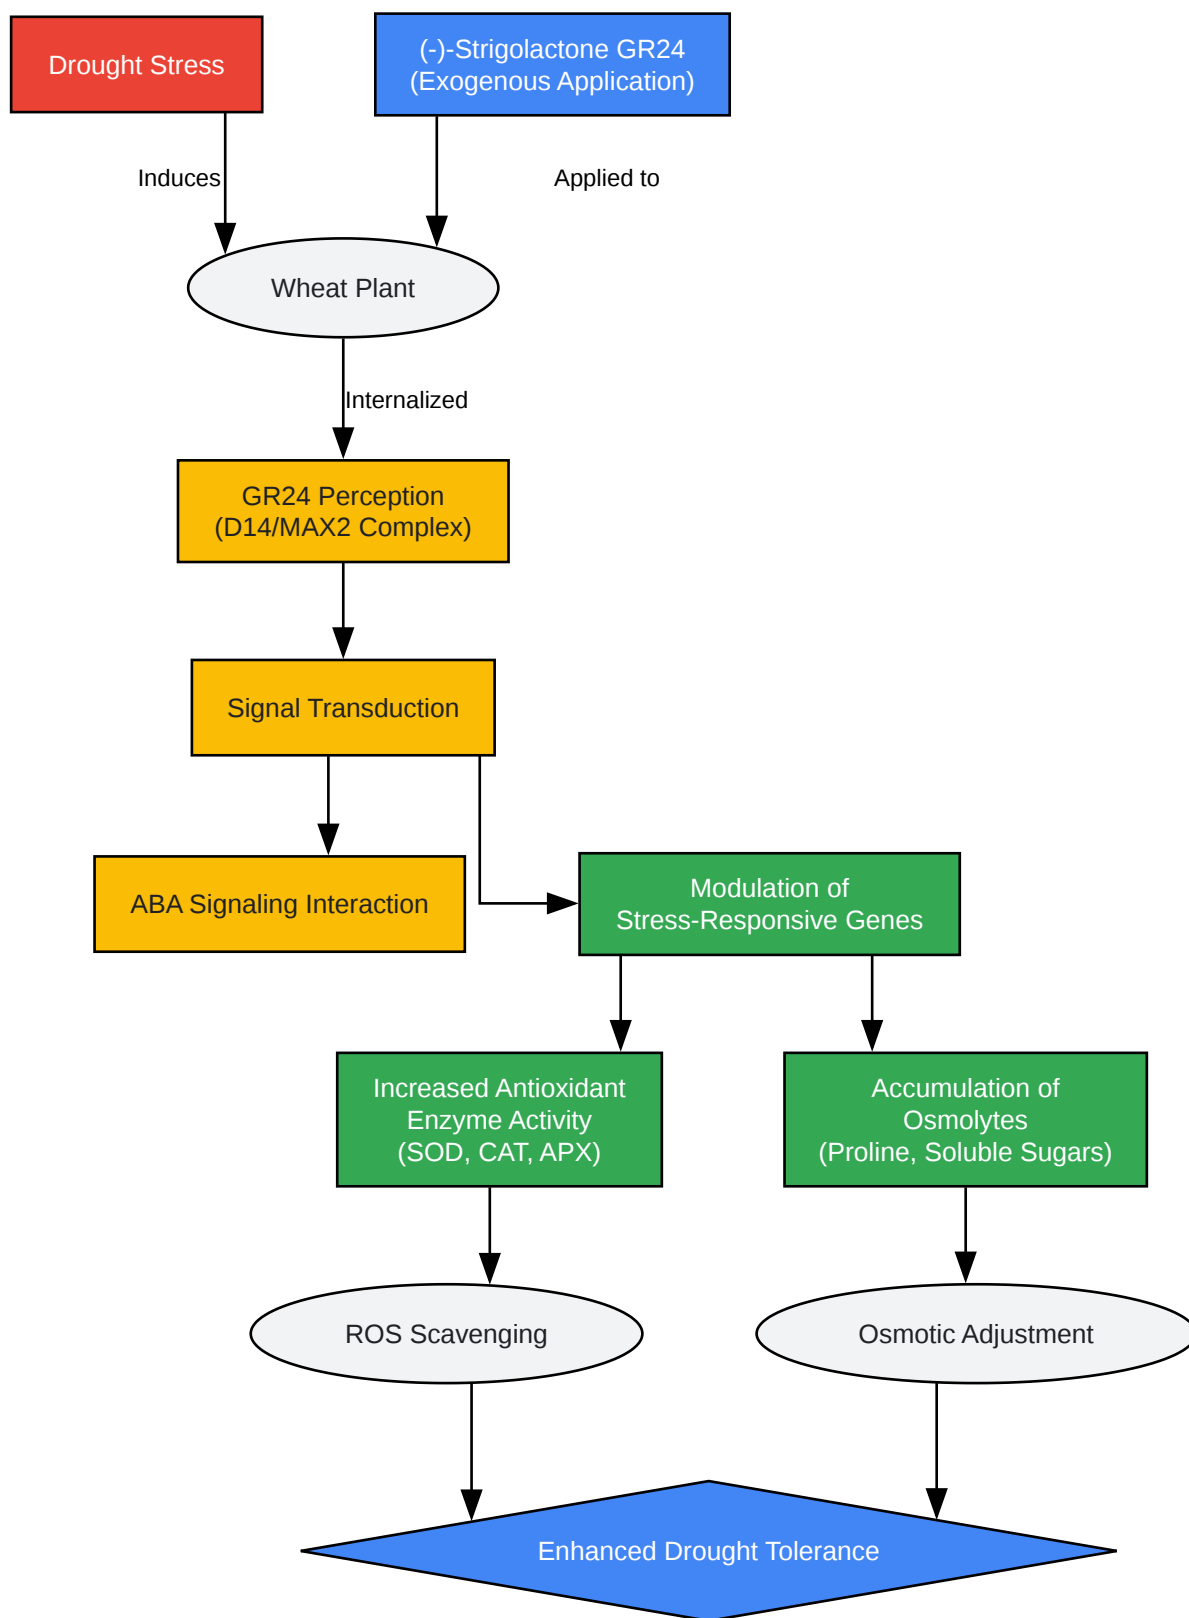 Drought Stress
(-)-Strigolactone GR24
(Exogenous Application)
Induces
Applied to
Wheat Plant
Internalized
GR24 Perception
(D14/MAX2 Complex)
Signal Transduction
ABA Signaling Interaction
Modulation of
Stress-Responsive Genes
Increased Antioxidant
Enzyme Activity
(SOD, CAT, APX)
Accumulation of
Osmolytes
(Proline, Soluble Sugars)
ROS Scavenging
Osmotic Adjustment
Enhanced Drought Tolerance